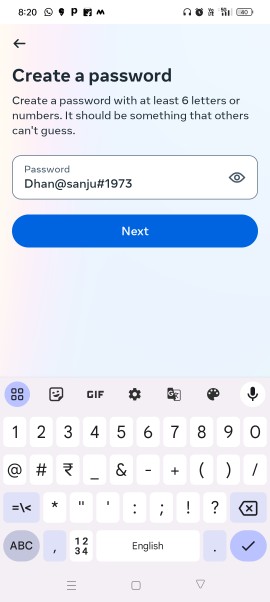 8:20
40
Create a password
Create a password with at least 6 letters or
numbers. It should be something that others
can't guess.
Password
Dhan@sanju#1973
Next
GIF
1 2 3 4 5 6 7 8 9 0
@ # ₹ _ & - + ( ) /
=\< * " ' : ; ! ?
ABC , 12 34 English .